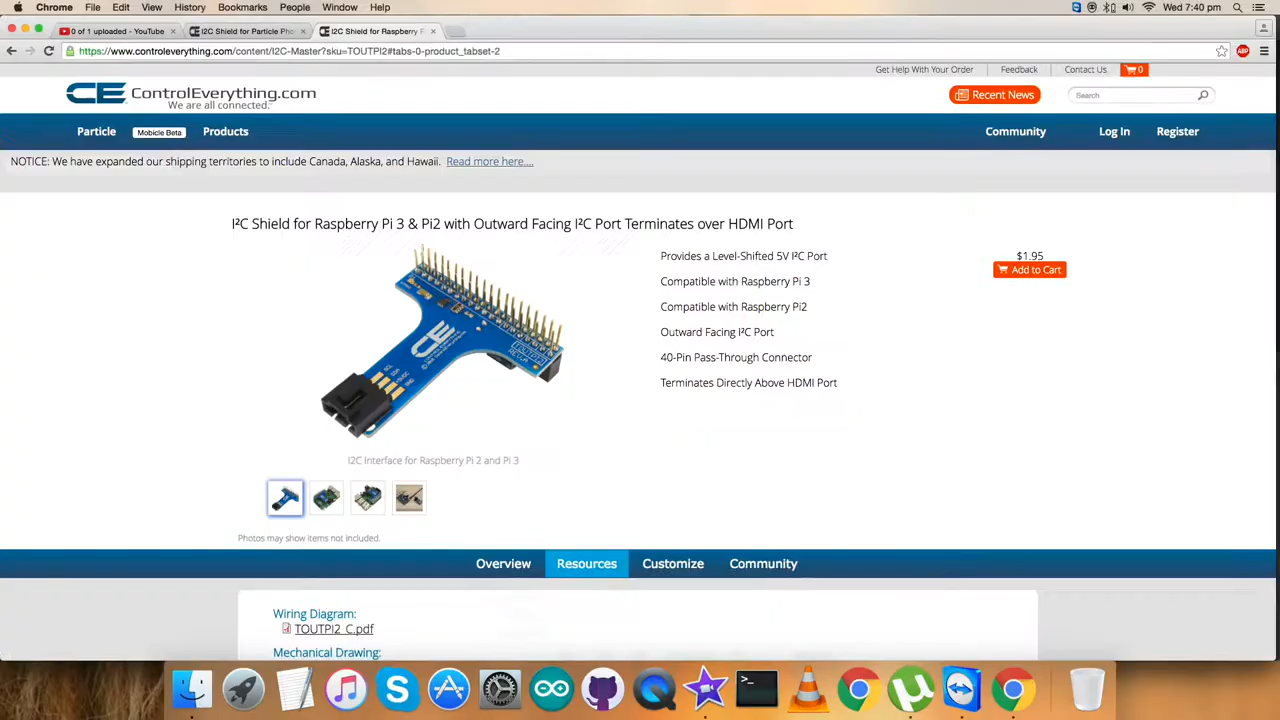 Chrome File Edit View History Bookmarks People Window Help Wed 7:40 pm
0 of 1 uploaded - YouTube I2C Shield for Particle Pho I2C Shield for Raspberry P
https://www.controleverything.com/content/I2C-Master?sku=TOUTPI2#tabs-0-product_tabset-2 ABP
Get Help With Your Order Feedback Contact Us 0
CE ControlEverything.com
We are all connected. Recent News Search
Particle Mobicle Beta Products Community Log In Register
NOTICE: We have expanded our shipping territories to include Canada, Alaska, and Hawaii. Read more here....
I²C Shield for Raspberry Pi 3 & Pi2 with Outward Facing I²C Port Terminates over HDMI Port
Provides a Level-Shifted 5V I²C Port $1.95
Add to Cart
Compatible with Raspberry Pi 3
Compatible with Raspberry Pi2
Outward Facing I²C Port
40-Pin Pass-Through Connector
Terminates Directly Above HDMI Port
CE
SCL
SDA
+5VDC
GND
TOUTPI2
I2C Interface for Raspberry Pi 2 and Pi 3
Photos may show items not included.
Overview Resources Customize Community
Wiring Diagram:
TOUTPI2_C.pdf
Mechanical Drawing: